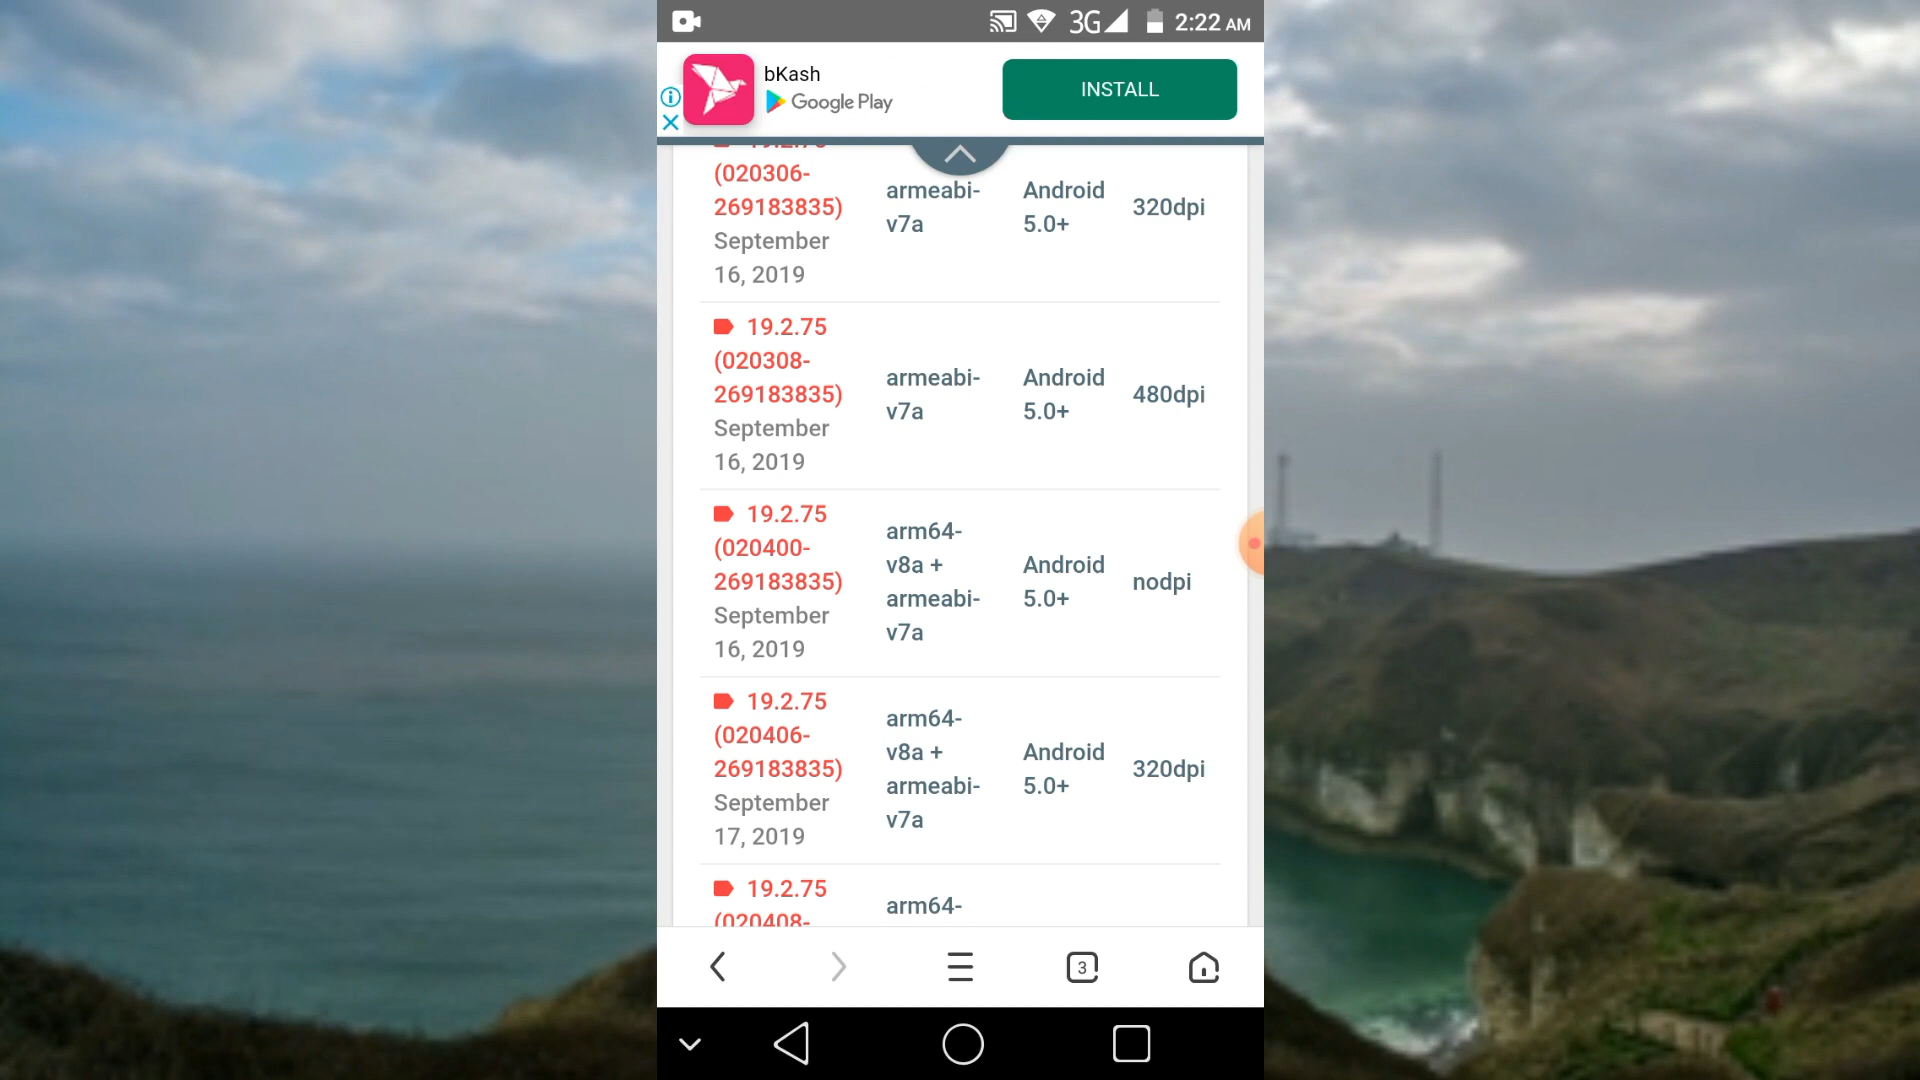 3G 2:22 AM
bKash
Google Play
INSTALL
(020306-
269183835)
September
16, 2019
armeabi-
v7a
Android
5.0+
320dpi
19.2.75
(020308-
269183835)
September
16, 2019
armeabi-
v7a
Android
5.0+
480dpi
19.2.75
(020400-
269183835)
September
16, 2019
arm64-
v8a +
armeabi-
v7a
Android
5.0+
nodpi
19.2.75
(020406-
269183835)
September
17, 2019
arm64-
v8a +
armeabi-
v7a
Android
5.0+
320dpi
19.2.75
(020408-
arm64-
3